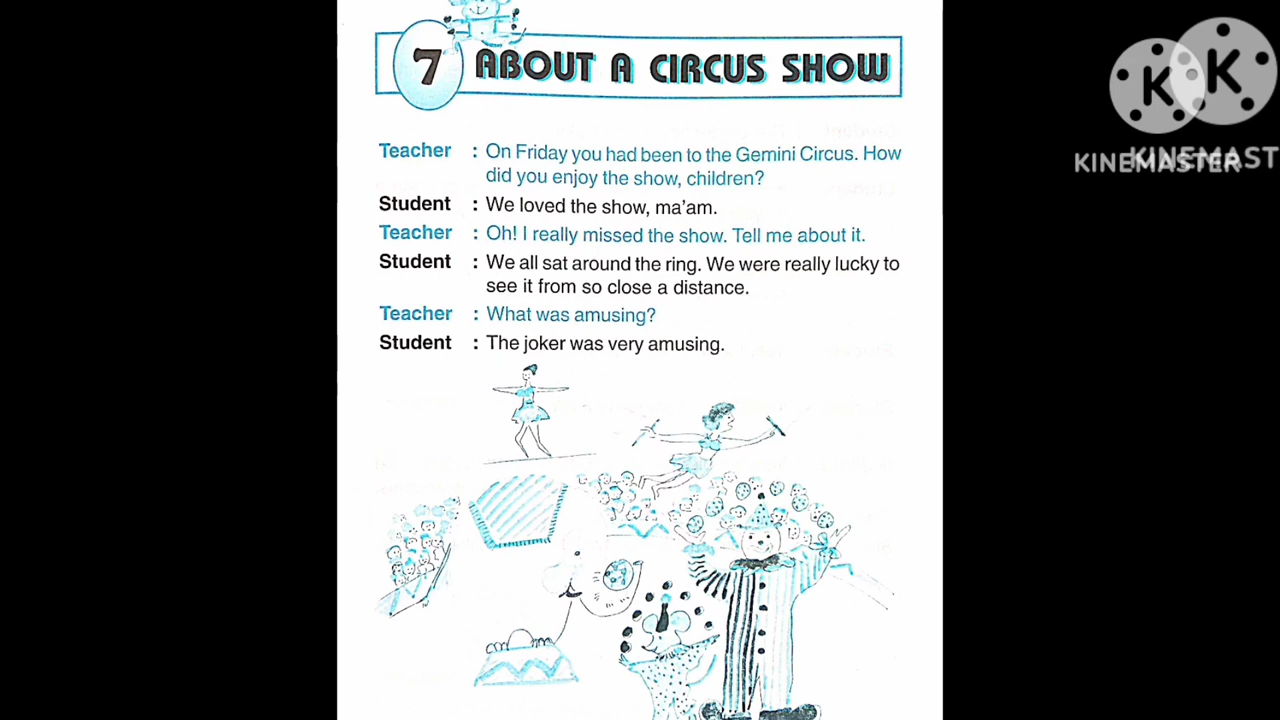 7 ABOUT A CIRCUS SHOW
Teacher : On Friday you had been to the Gemini Circus. How
did you enjoy the show, children?
Student : We loved the show, ma'am.
Teacher : Oh! I really missed the show. Tell me about it.
Student : We all sat around the ring. We were really lucky to
see it from so close a distance.
Teacher : What was amusing?
Student : The joker was very amusing.
K K
KINEMASTER KINEMAST